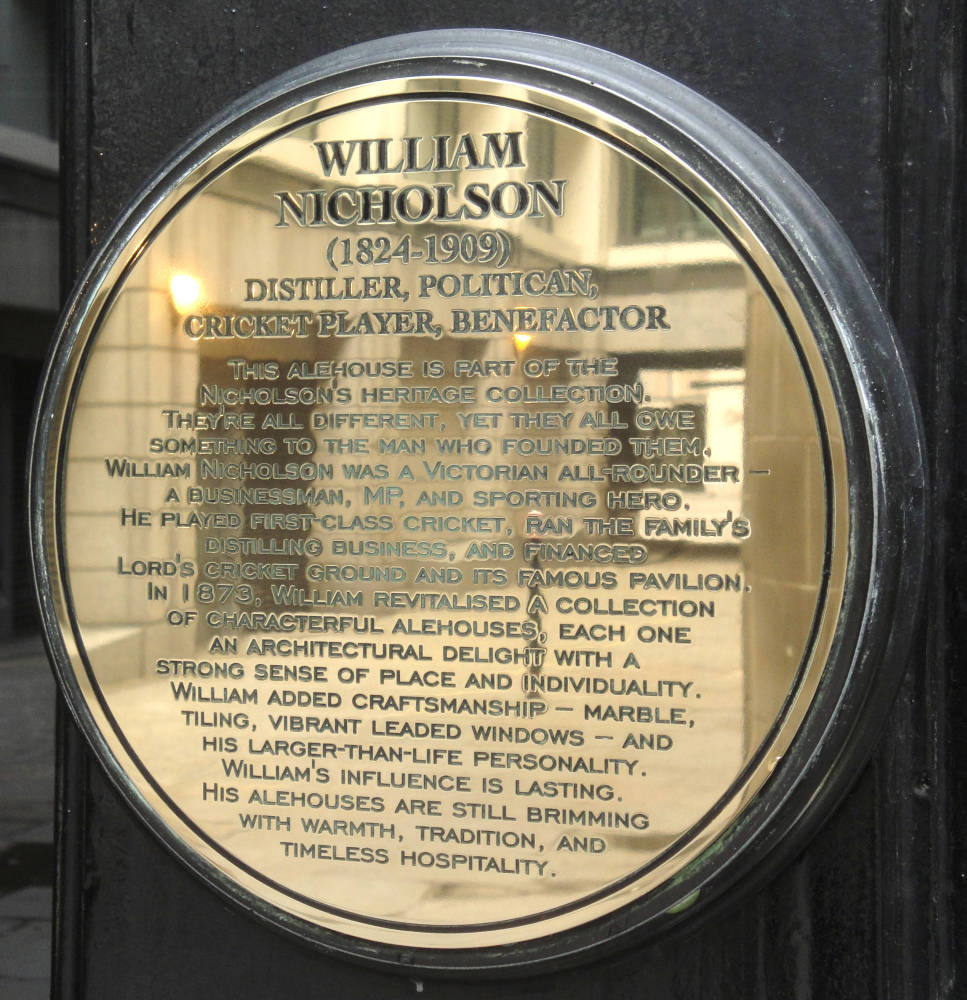 WILLIAM
NICHOLSON
(1824-1909)
DISTILLER, POLITICAN,
CRICKET PLAYER, BENEFACTOR
THIS ALEHOUSE IS PART OF THE
NICHOLSON'S HERITAGE COLLECTION.
THEY'RE ALL DIFFERENT, YET THEY ALL OWE
SOMETHING TO THE MAN WHO FOUNDED THEM.
WILLIAM NICHOLSON WAS A VICTORIAN ALL-ROUNDER –
A BUSINESSMAN, MP, AND SPORTING HERO.
HE PLAYED FIRST-CLASS CRICKET, RAN THE FAMILY'S
DISTILLING BUSINESS, AND FINANCED
LORD'S CRICKET GROUND AND ITS FAMOUS PAVILION.
IN 1873, WILLIAM REVITALISED A COLLECTION
OF CHARACTERFUL ALEHOUSES, EACH ONE
AN ARCHITECTURAL DELIGHT WITH A
STRONG SENSE OF PLACE AND INDIVIDUALITY.
WILLIAM ADDED CRAFTSMANSHIP – MARBLE,
TILING, VIBRANT LEADED WINDOWS – AND
HIS LARGER-THAN-LIFE PERSONALITY.
WILLIAM'S INFLUENCE IS LASTING.
HIS ALEHOUSES ARE STILL BRIMMING
WITH WARMTH, TRADITION, AND
TIMELESS HOSPITALITY.